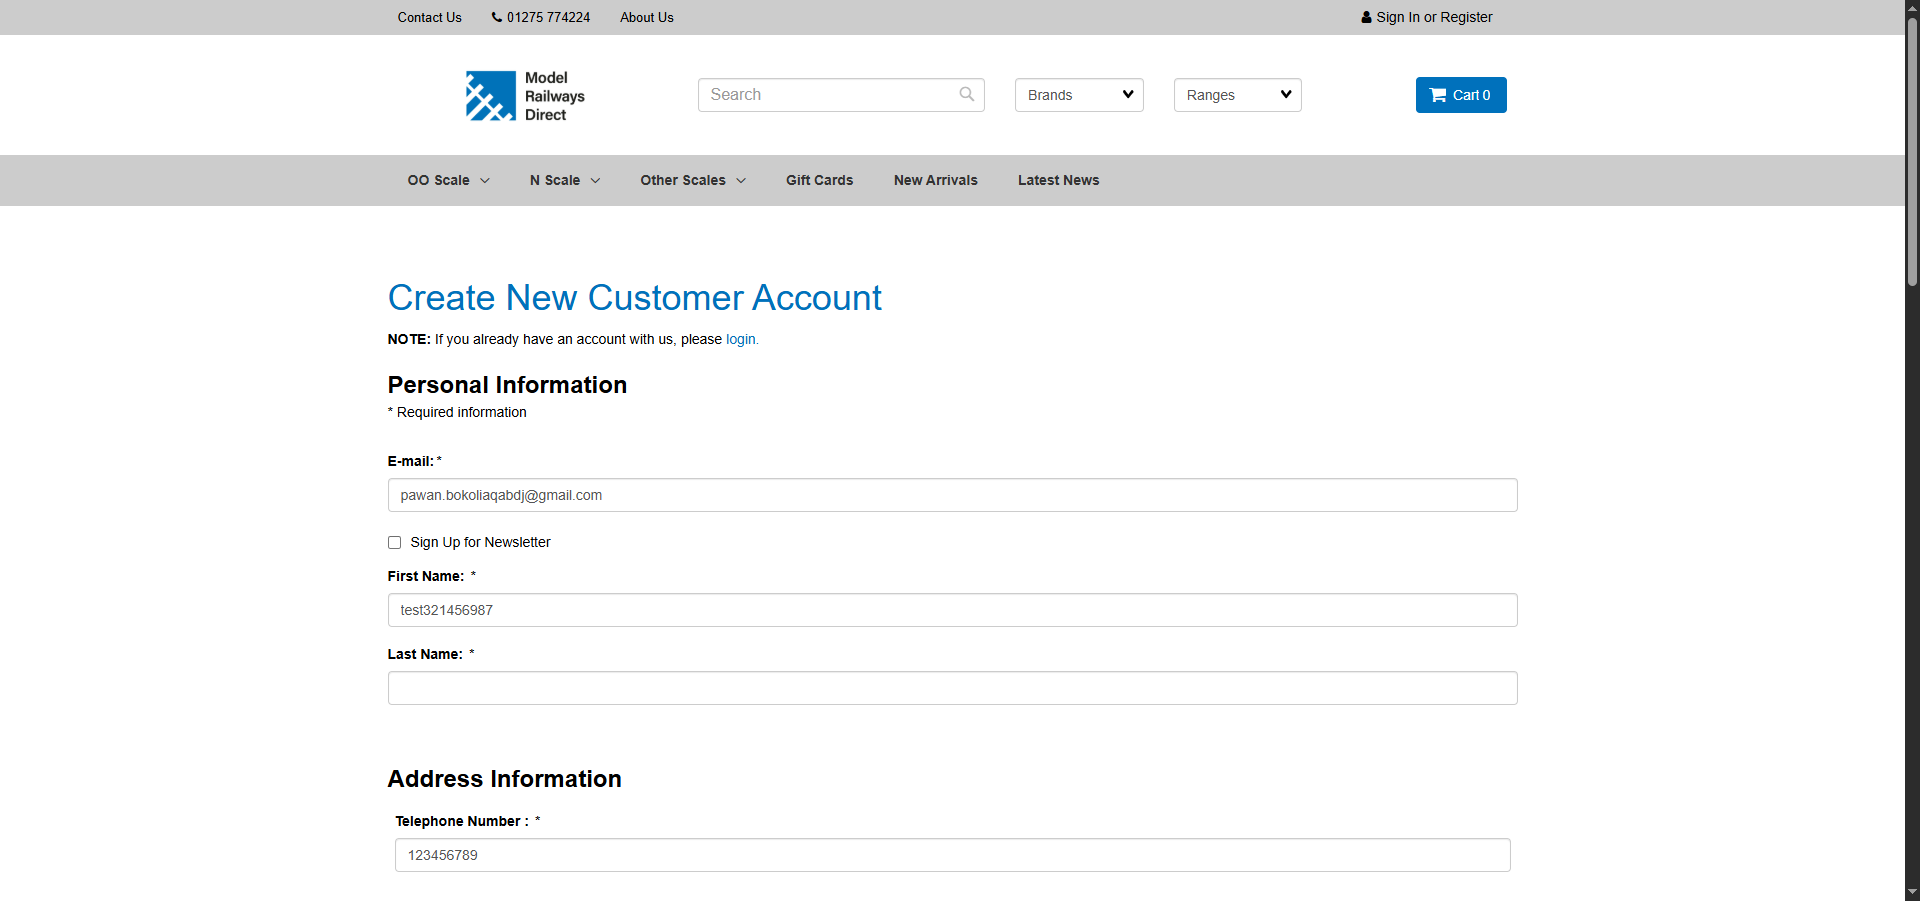 Contact Us 01275 774224 About Us Sign In or Register
Model
Railways
Direct
Search Brands Ranges Cart 0
OO Scale N Scale Other Scales Gift Cards New Arrivals Latest News
Create New Customer Account
NOTE: If you already have an account with us, please login.
Personal Information
* Required information
E-mail: *
pawan.bokoliaqabdj@gmail.com
Sign Up for Newsletter
First Name: *
test321456987
Last Name: *
Address Information
Telephone Number : *
123456789